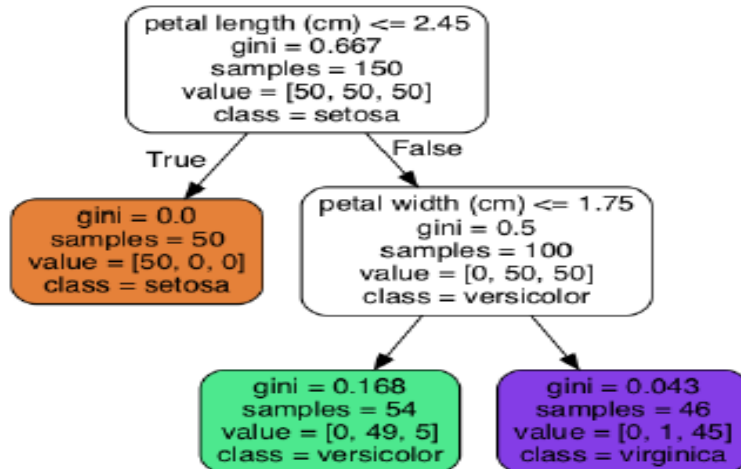 petal length (cm) <= 2.45
gini = 0.667
samples = 150
value = [50, 50, 50]
class = setosa
True
False
gini = 0.0
samples = 50
value = [50, 0, 0]
class = setosa
petal width (cm) <= 1.75
gini = 0.5
samples = 100
value = [0, 50, 50]
class = versicolor
gini = 0.168
samples = 54
value = [0, 49, 5]
class = versicolor
gini = 0.043
samples = 46
value = [0, 1, 45]
class = virginica